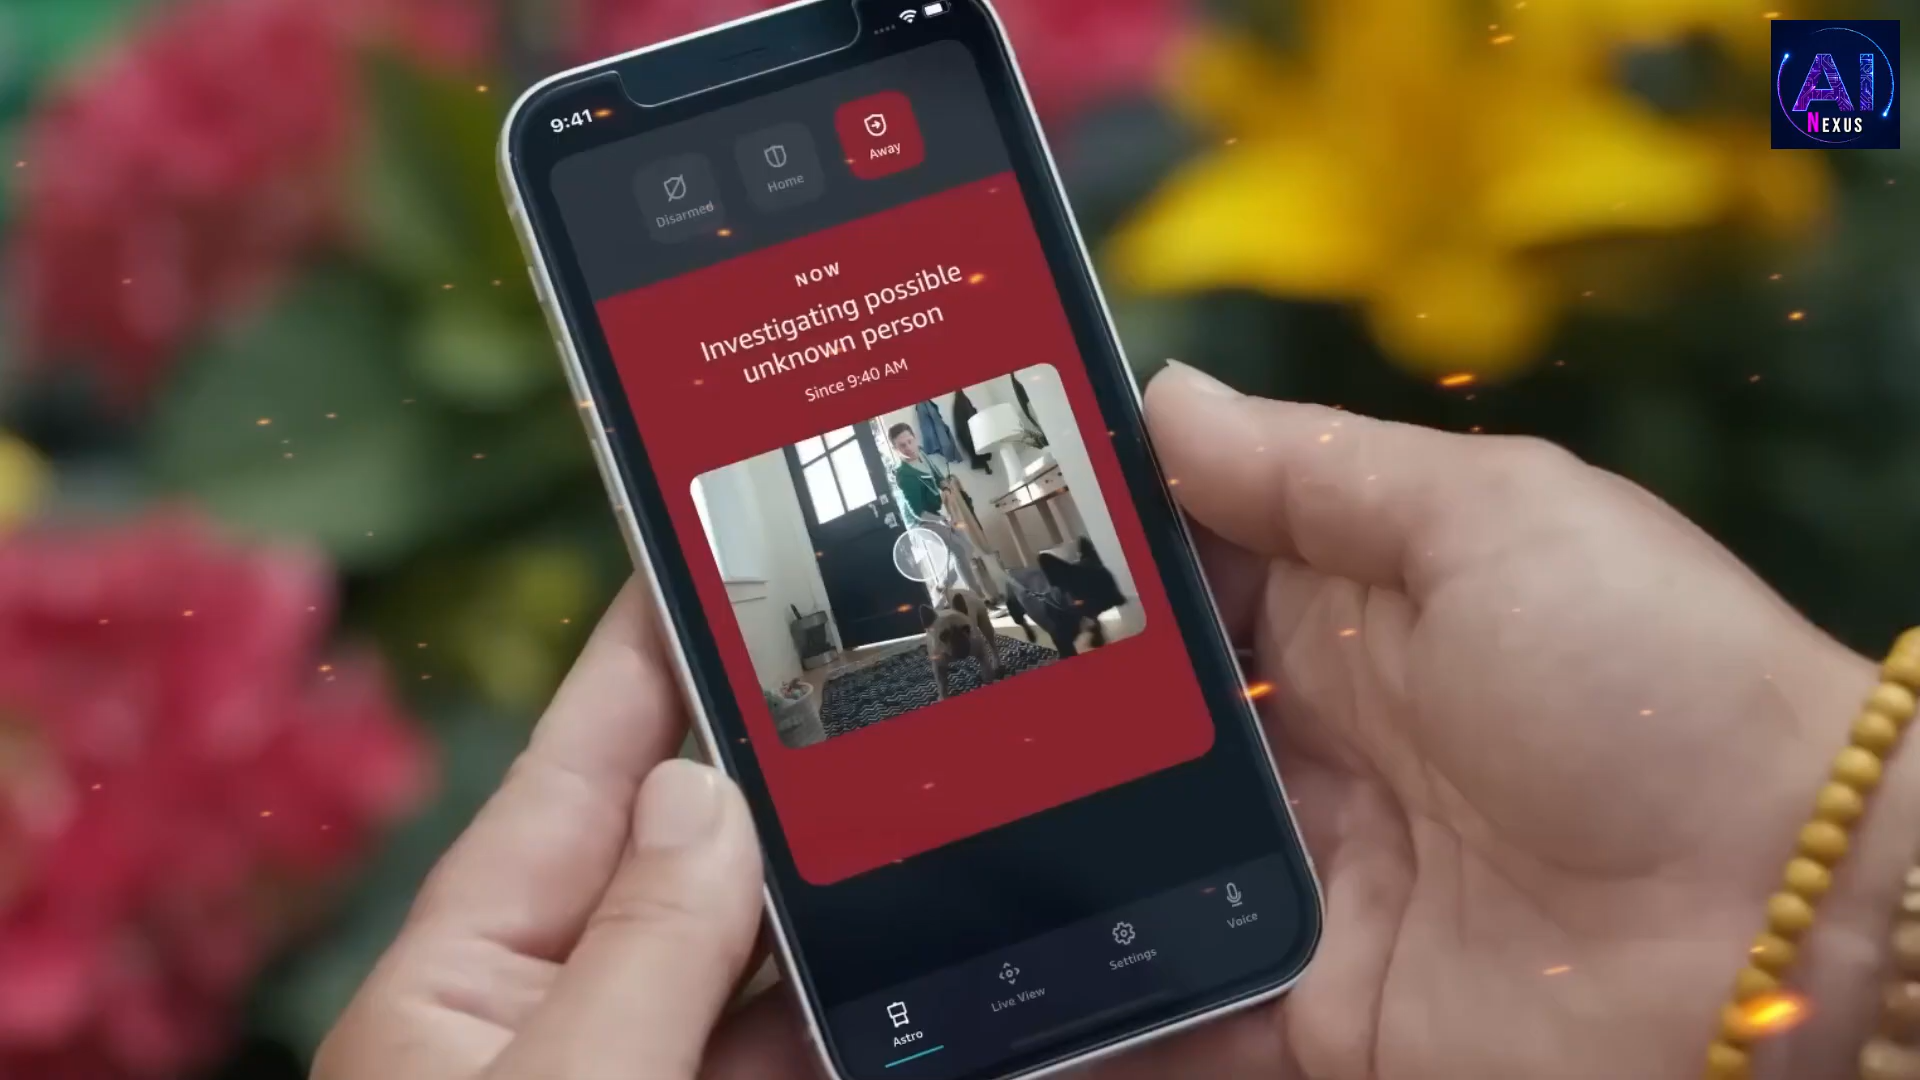 AI
NEXUS
9:41
Disarmed
Home
Away
NOW
Investigating possible
unknown person
Since 9:40 AM
Astro
Live View
Settings
Voice